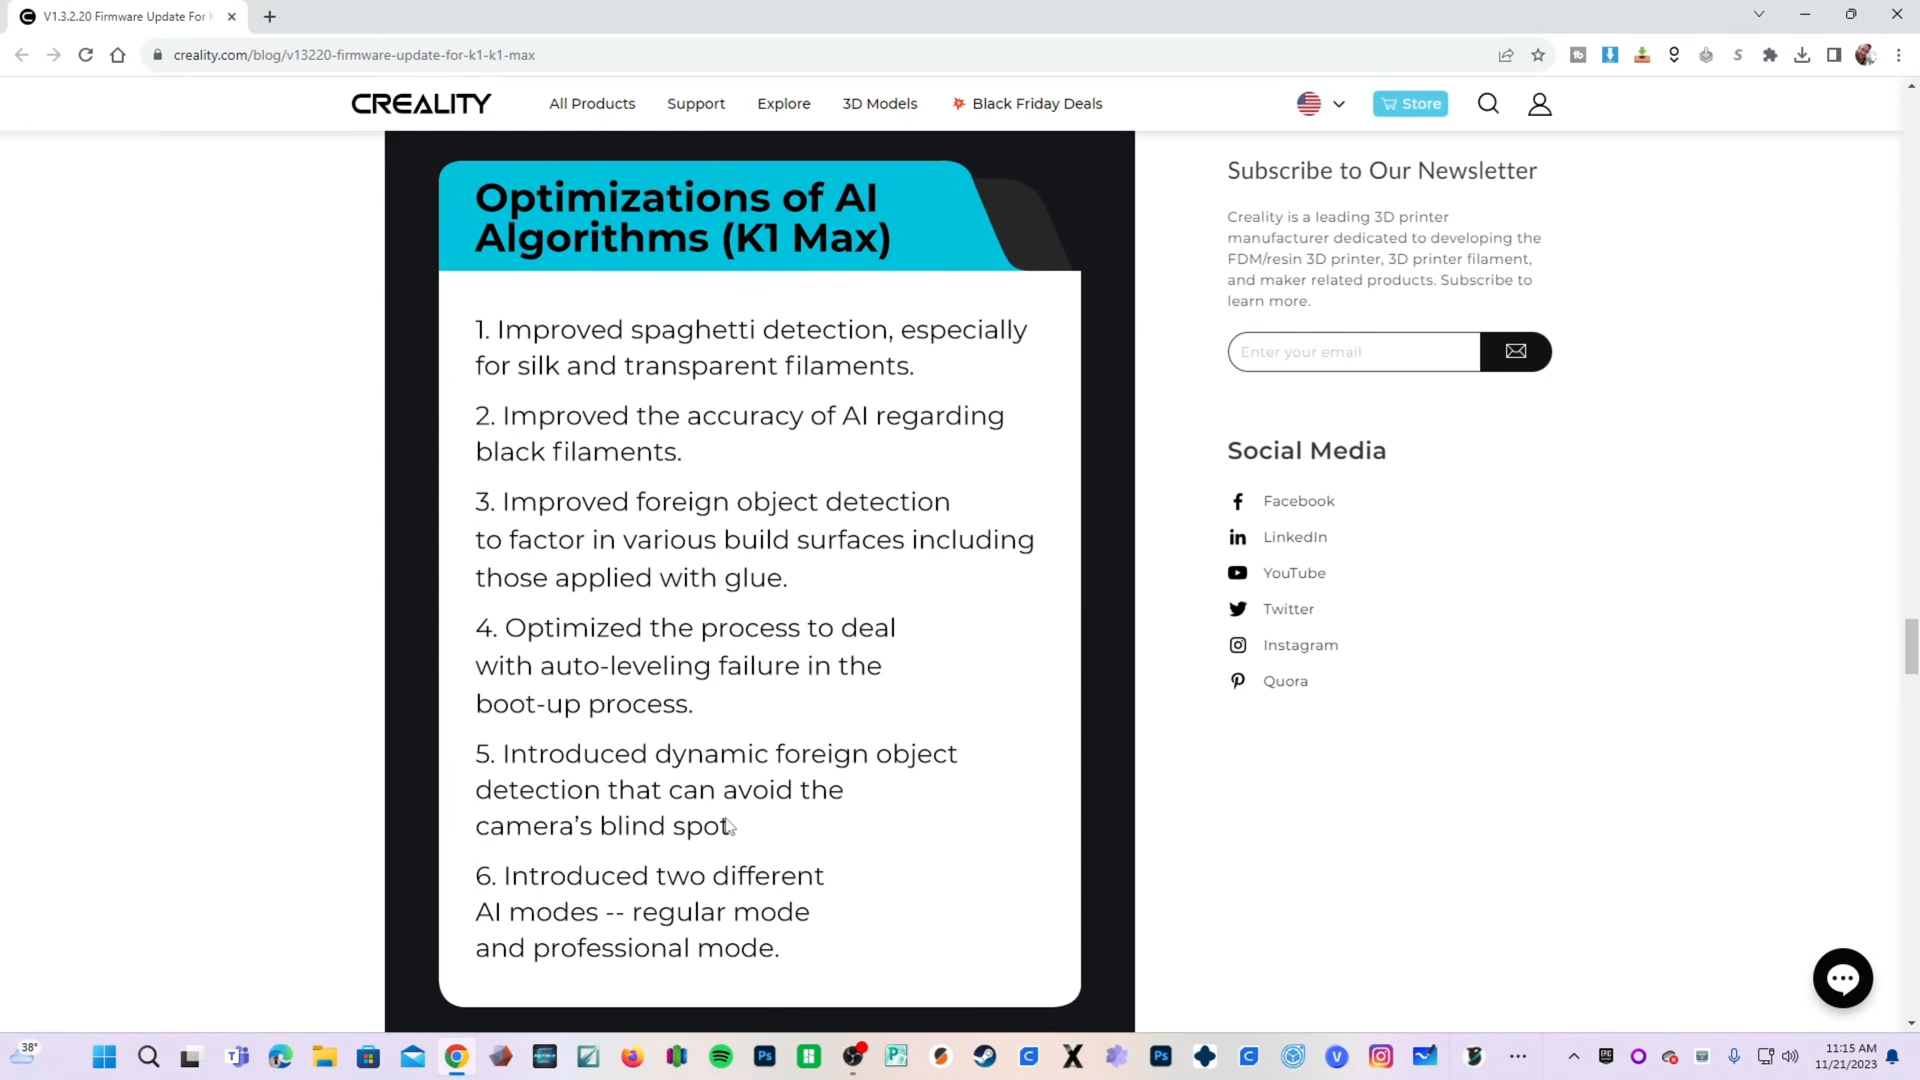 V1.3.2.20 Firmware Update For K
creality.com/blog/v13220-firmware-update-for-k1-k1-max
CREALITY
All Products
Support
Explore
3D Models
Black Friday Deals
Store
Optimizations of AI
Algorithms (K1 Max)
1. Improved spaghetti detection, especially
for silk and transparent filaments.
2. Improved the accuracy of AI regarding
black filaments.
3. Improved foreign object detection
to factor in various build surfaces including
those applied with glue.
4. Optimized the process to deal
with auto-leveling failure in the
boot-up process.
5. Introduced dynamic foreign object
detection that can avoid the
camera's blind spot
6. Introduced two different
AI modes -- regular mode
and professional mode.
Subscribe to Our Newsletter
Creality is a leading 3D printer
manufacturer dedicated to developing the
FDM/resin 3D printer, 3D printer filament,
and maker related products. Subscribe to
learn more.
Enter your email
Social Media
Facebook
LinkedIn
YouTube
Twitter
Instagram
Quora
38°
11:15 AM
11/21/2023